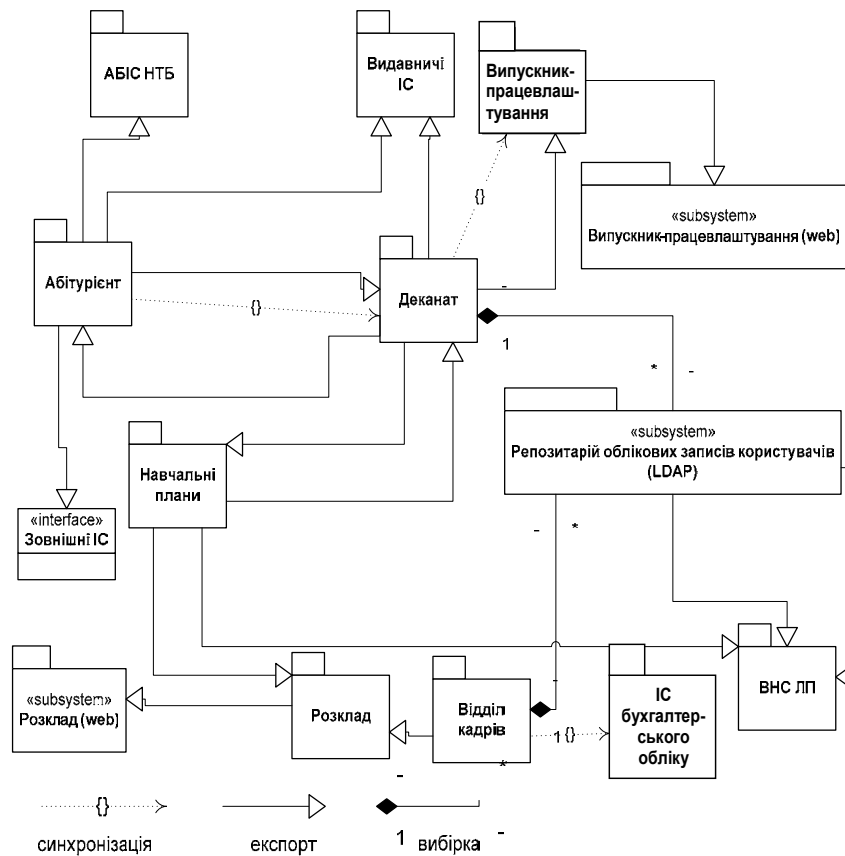 АБІС НТБ
Видавничі
ІС
Випускник-
працевлаш-
тування
«subsystem»
Випускник-працевлаштування (web)
Абітурієнт
{}
{}
Деканат
-
1
*
-
«subsystem»
Репозитарій облікових записів користувачів
(LDAP)
Навчальні
плани
«interface»
Зовнішні ІС
-
*
«subsystem»
Розклад (web)
Розклад
Відділ
кадрів
-
1
{}
*
-
ІС
бухгалтер-
ського
обліку
ВНС ЛП
{}
синхронізація
експорт
1
вибірка
-